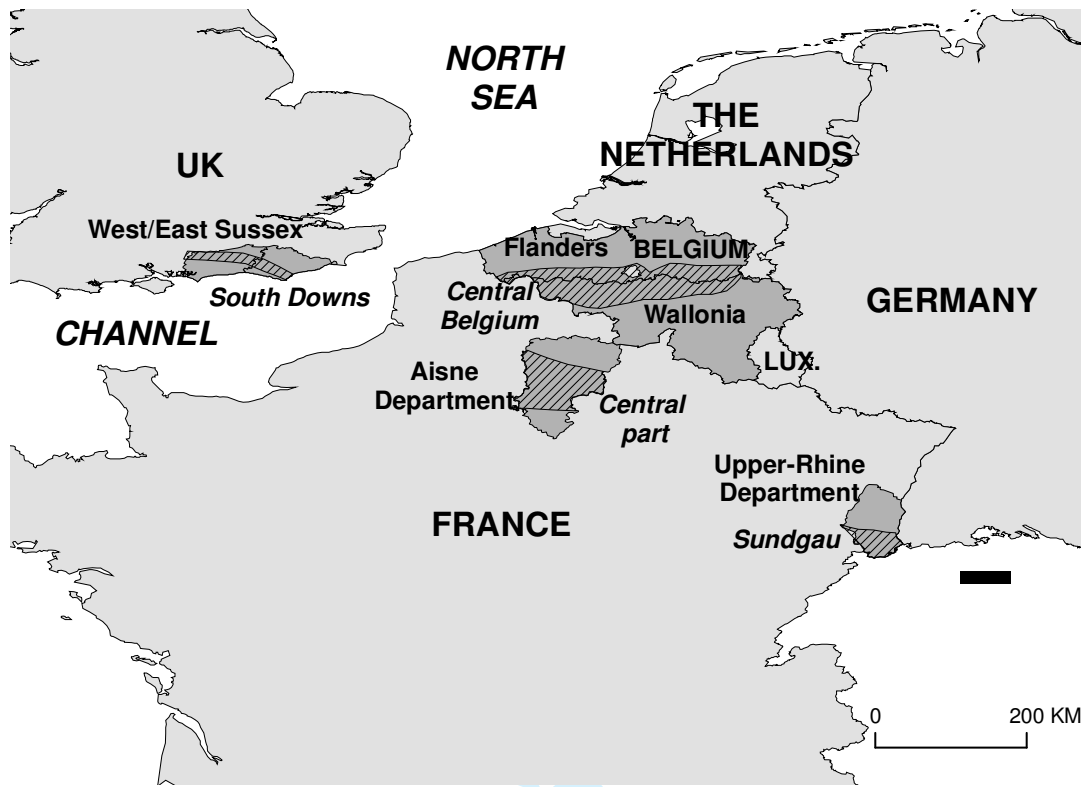 NORTH
SEA
THE
NETHERLANDS
UK
West/East Sussex
Flanders
BELGIUM
South Downs
Central
Belgium
Wallonia
GERMANY
CHANNEL
LUX.
Aisne
Department
Central
part
Upper-Rhine
Department
FRANCE
Sundgau
0
200 KM